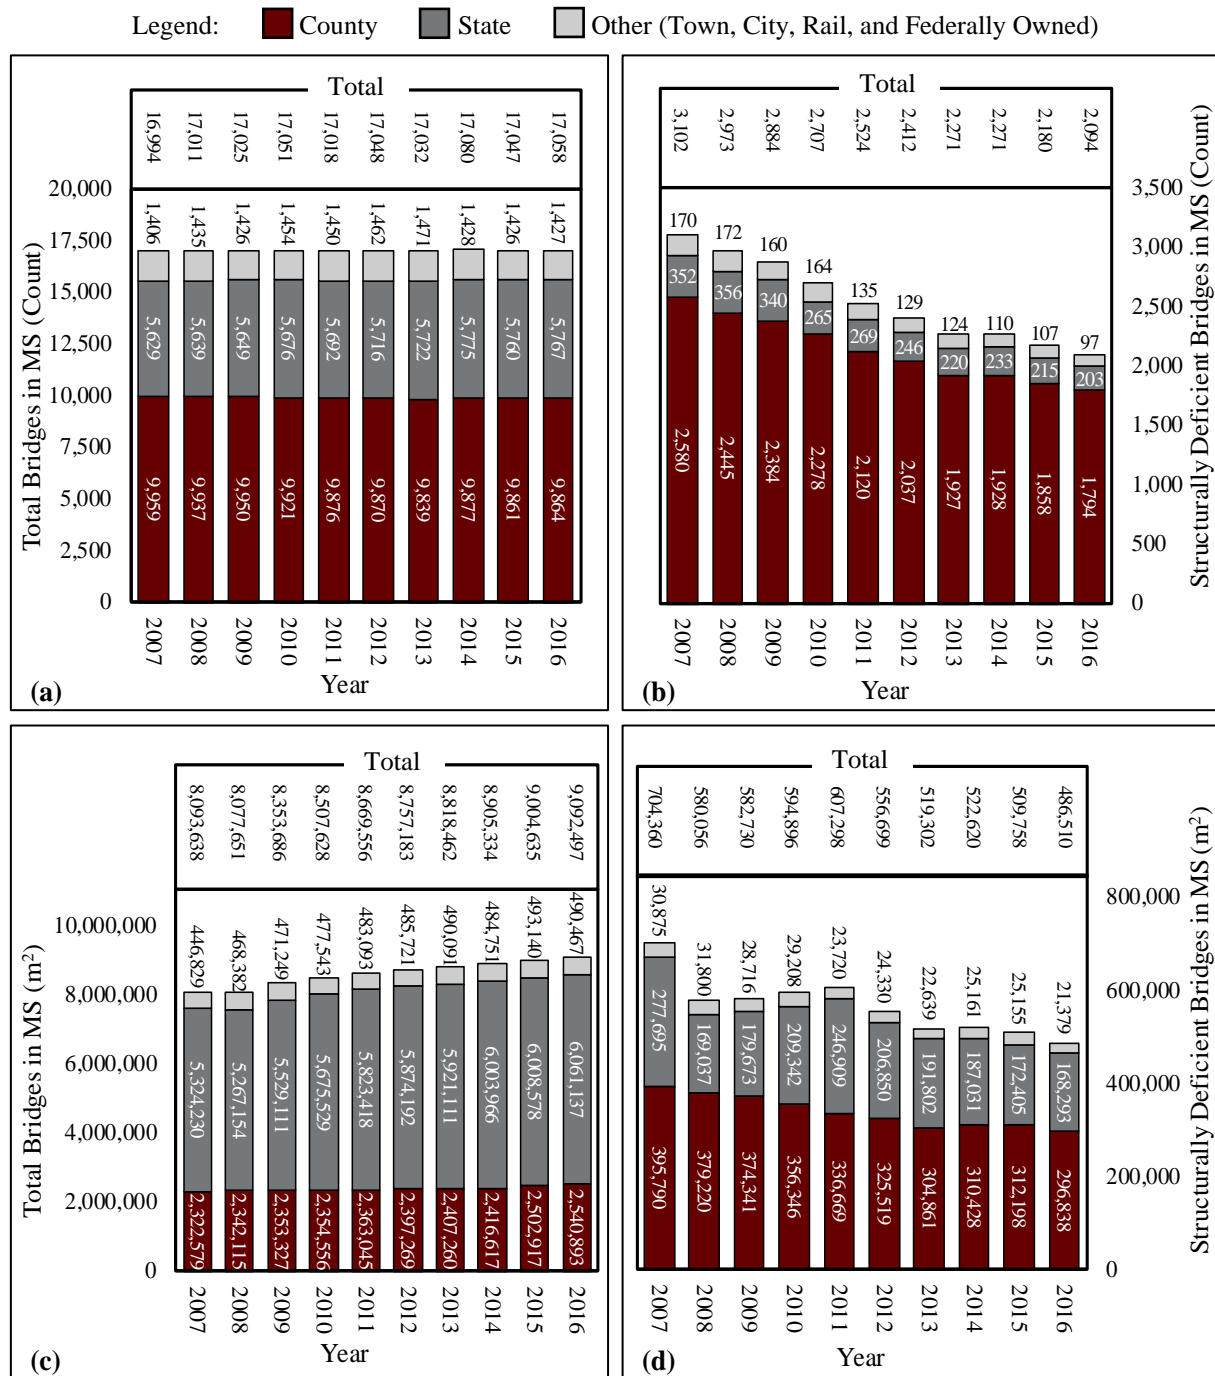 Legend: County State Other (Town, City, Rail, and Federally Owned)
Total
16,994 17,011 17,025 17,051 17,018 17,048 17,032 17,080 17,047 17,058
Total Bridges in MS (Count)
20,000
17,500
15,000
12,500
10,000
7,500
5,000
2,500
0
1,406 1,435 1,426 1,454 1,450 1,462 1,471 1,428 1,426 1,427
5,629 5,639 5,649 5,676 5,692 5,716 5,722 5,775 5,760 5,767
9,959 9,937 9,950 9,921 9,876 9,870 9,839 9,877 9,861 9,864
2007 2008 2009 2010 2011 2012 2013 2014 2015 2016
Year
(a)
Total
3,102 2,973 2,884 2,707 2,524 2,412 2,271 2,271 2,180 2,094
170 172 160 164 135 129 124 110 107 97
352 356 340 265 269 246 220 233 215 203
2,580 2,445 2,384 2,278 2,120 2,037 1,927 1,928 1,858 1,794
3,500
3,000
2,500
2,000
1,500
1,000
500
0
Structurally Deficient Bridges in MS (Count)
2007 2008 2009 2010 2011 2012 2013 2014 2015 2016
Year
(b)
Total
8,093,638 8,077,651 8,353,686 8,507,628 8,669,556 8,757,183 8,818,462 8,905,334 9,004,635 9,092,497
Total Bridges in MS (m²)
10,000,000
8,000,000
6,000,000
4,000,000
2,000,000
0
446,829 468,382 471,249 477,543 483,093 485,721 490,091 484,751 493,140 490,467
5,324,230 5,267,154 5,529,111 5,675,529 5,823,418 5,874,192 5,921,111 6,003,966 6,008,578 6,061,137
2,322,579 2,342,115 2,353,327 2,354,556 2,363,045 2,397,269 2,407,260 2,416,617 2,502,917 2,540,893
2007 2008 2009 2010 2011 2012 2013 2014 2015 2016
Year
(c)
Total
704,360 580,056 582,730 594,896 607,298 556,699 519,302 522,620 509,758 486,510
30,875 31,800 28,716 29,208 23,720 24,330 22,639 25,161 25,155 21,379
277,695 169,037 179,673 209,342 246,909 206,850 191,802 187,031 172,405 168,293
395,790 379,220 374,341 356,346 336,669 325,519 304,861 310,428 312,198 296,838
800,000
600,000
400,000
200,000
0
Structurally Deficient Bridges in MS (m²)
2007 2008 2009 2010 2011 2012 2013 2014 2015 2016
Year
(d)